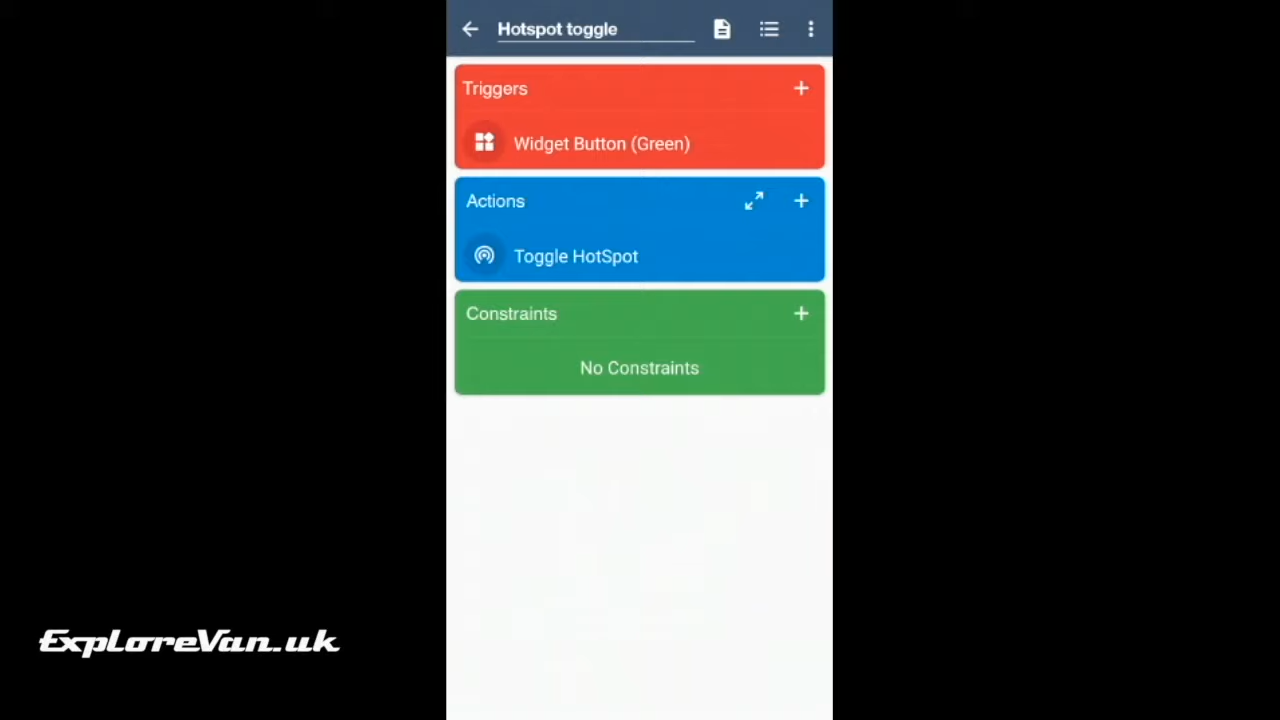 Hotspot toggle
Triggers
Widget Button (Green)
Actions
Toggle HotSpot
Constraints
No Constraints
ExploreVan.uk